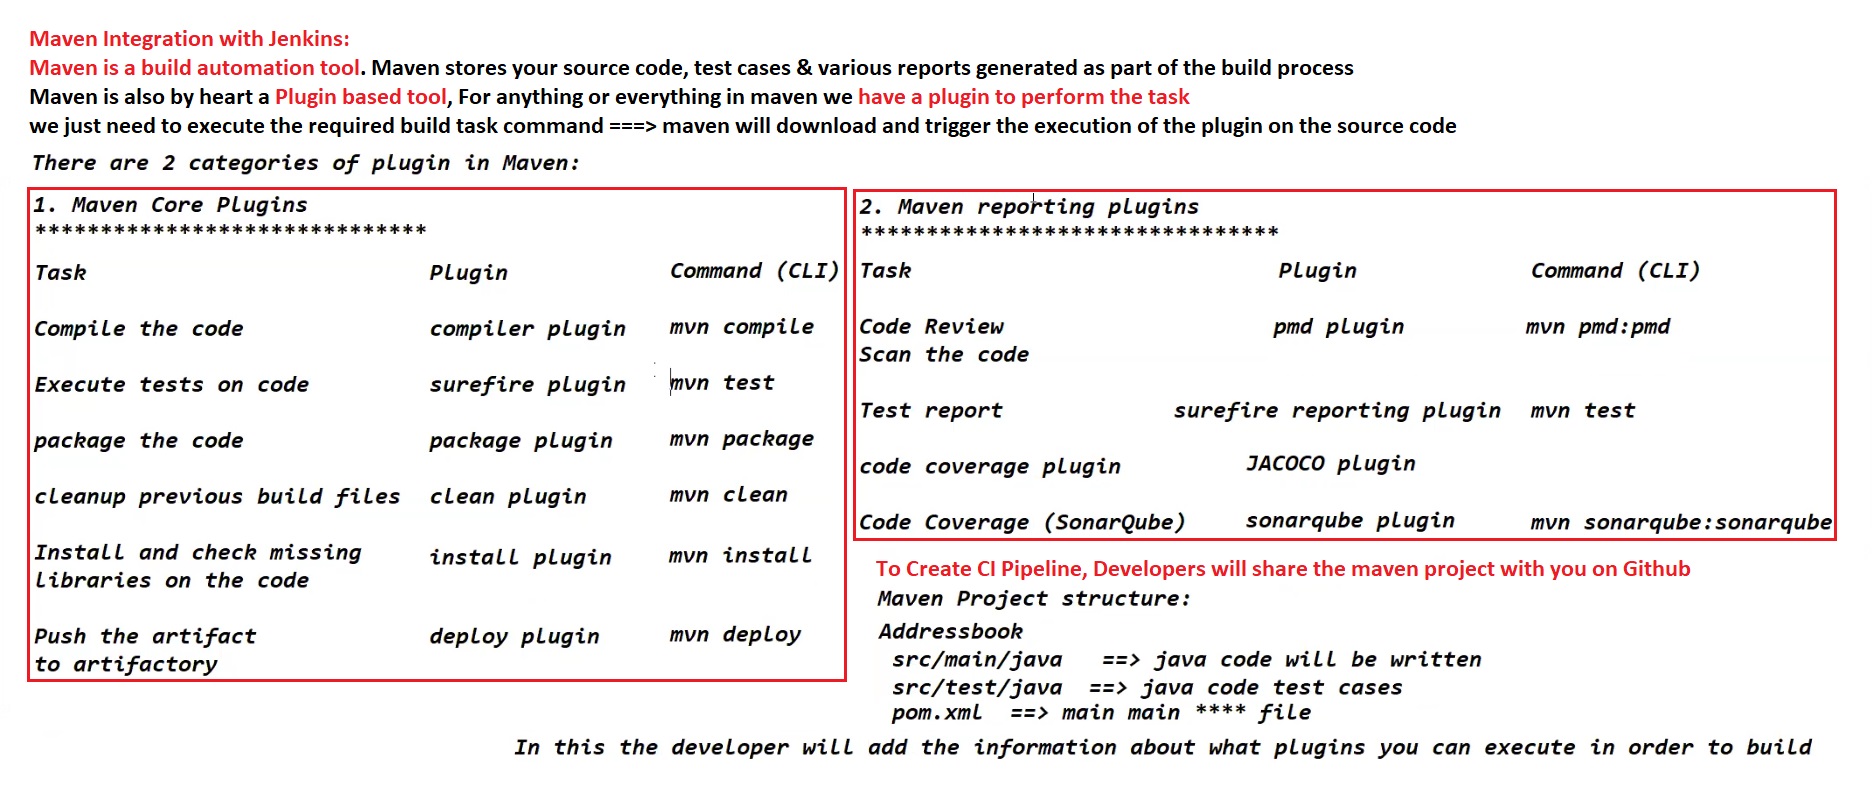 Maven Integration with Jenkins:
Maven is a build automation tool. Maven stores your source code, test cases & various reports generated as part of the build process
Maven is also by heart a Plugin based tool, For anything or everything in maven we have a plugin to perform the task
we just need to execute the required build task command ===> maven will download and trigger the execution of the plugin on the source code
There are 2 categories of plugin in Maven:
1. Maven Core Plugins
******************************
Task Plugin Command (CLI)
Compile the code compiler plugin mvn compile
Execute tests on code surefire plugin mvn test
package the code package plugin mvn package
cleanup previous build files clean plugin mvn clean
Install and check missing install plugin mvn install
libraries on the code
Push the artifact deploy plugin mvn deploy
to artifactory
2. Maven reporting plugins
********************************
Task Plugin Command (CLI)
Code Review pmd plugin mvn pmd:pmd
Scan the code
Test report surefire reporting plugin mvn test
code coverage plugin JACOCO plugin
Code Coverage (SonarQube) sonarqube plugin mvn sonarqube:sonarqube
To Create CI Pipeline, Developers will share the maven project with you on Github
Maven Project structure:
Addressbook
src/main/java ==> java code will be written
src/test/java ==> java code test cases
pom.xml ==> main main **** file
In this the developer will add the information about what plugins you can execute in order to build